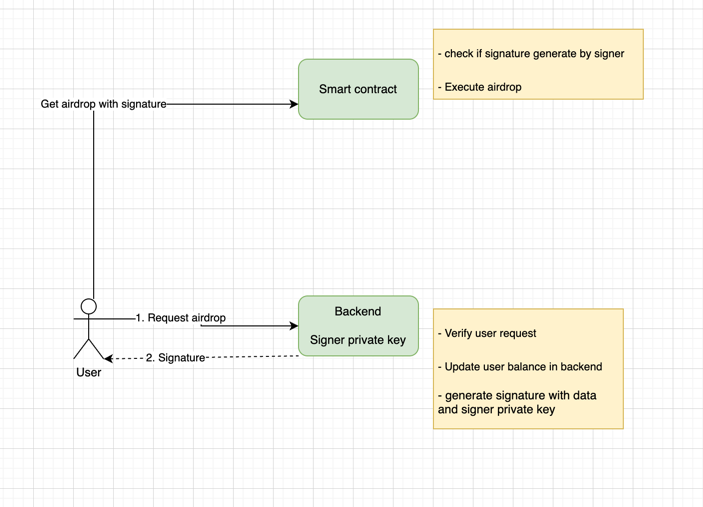 - check if signature generate by signer
Smart contract
- Execute airdrop
Get airdrop with signature
1. Request airdrop
Backend
Signer private key
2. Signature
User
- Verify user request
- Update user balance in backend
- generate signature with data
and signer private key